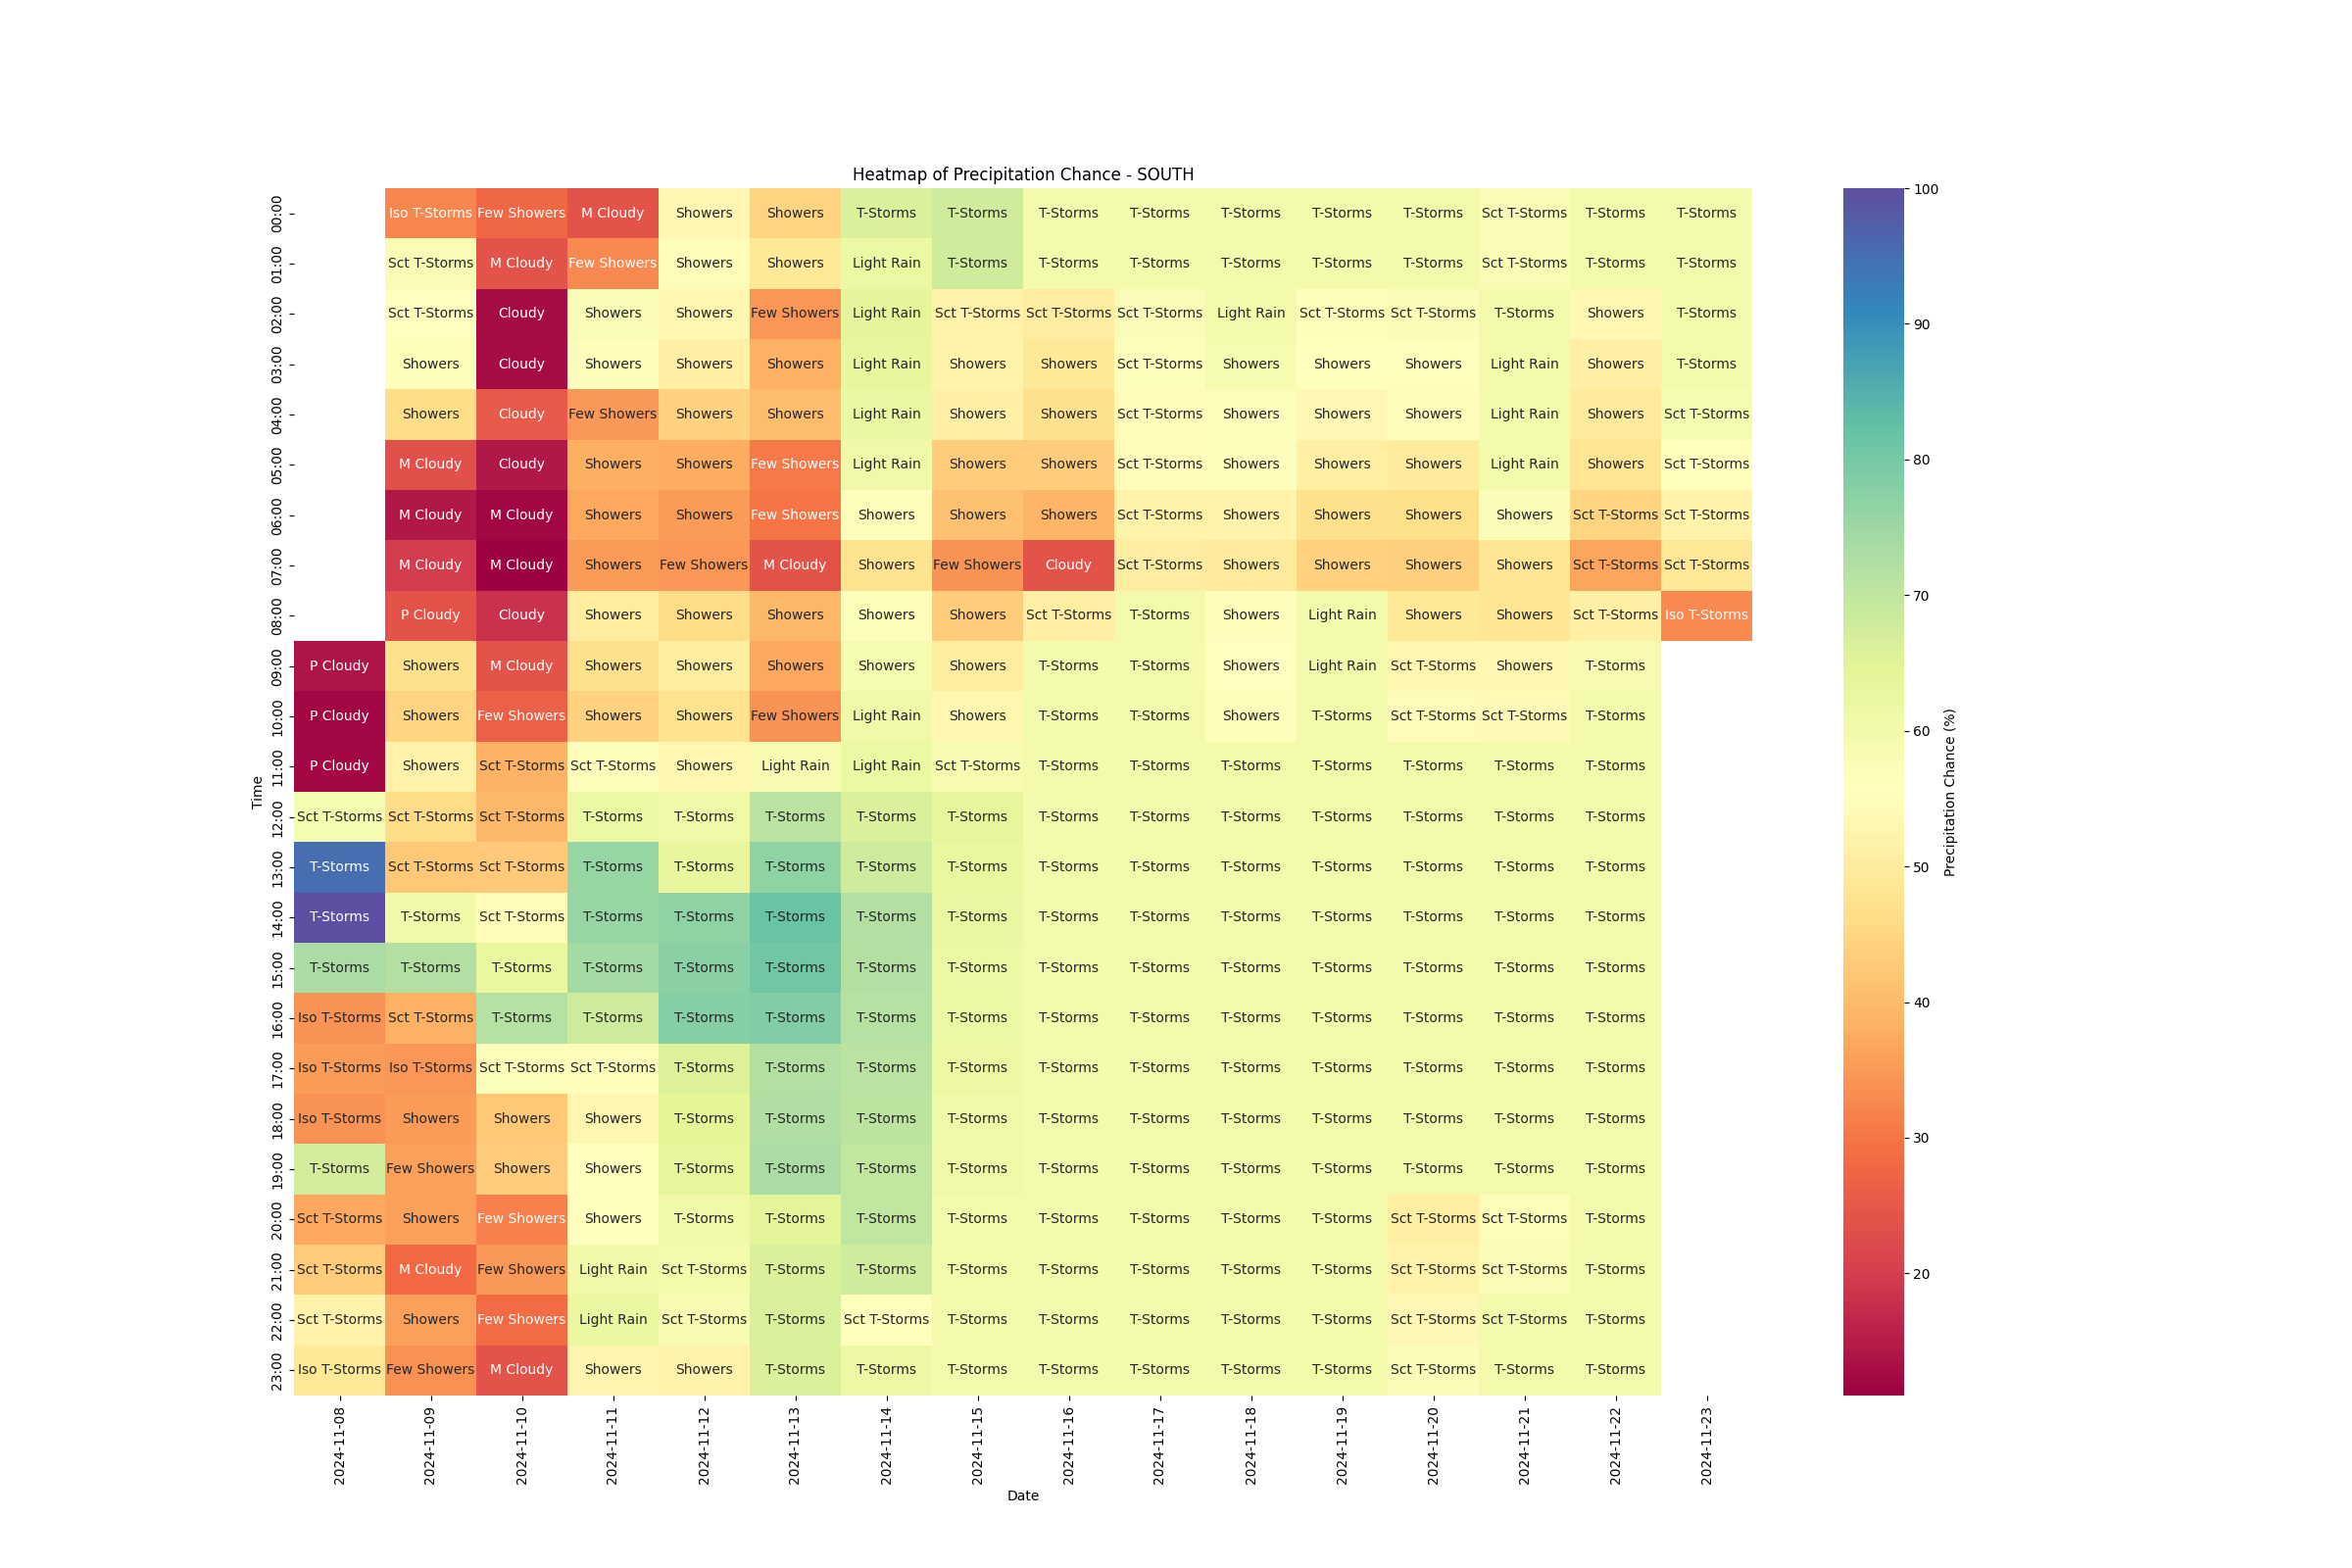 Heatmap of Precipitation Chance - SOUTH
00:00 Iso T-Storms Few Showers M Cloudy Showers Showers T-Storms T-Storms T-Storms T-Storms T-Storms T-Storms T-Storms Sct T-Storms T-Storms T-Storms
01:00 Sct T-Storms M Cloudy Few Showers Showers Showers Light Rain T-Storms T-Storms T-Storms T-Storms T-Storms T-Storms Sct T-Storms T-Storms T-Storms
02:00 Sct T-Storms Cloudy Showers Showers Few Showers Light Rain Sct T-Storms Sct T-Storms Sct T-Storms Light Rain Sct T-Storms Sct T-Storms T-Storms Showers T-Storms
03:00 Showers Cloudy Showers Showers Showers Light Rain Showers Showers Sct T-Storms Showers Showers Showers Light Rain Showers T-Storms
04:00 Showers Cloudy Few Showers Showers Showers Light Rain Showers Showers Sct T-Storms Showers Showers Showers Light Rain Showers Sct T-Storms
05:00 M Cloudy Cloudy Showers Showers Few Showers Light Rain Showers Showers Sct T-Storms Showers Showers Showers Light Rain Showers Sct T-Storms
06:00 M Cloudy M Cloudy Showers Showers Few Showers Showers Showers Showers Sct T-Storms Showers Showers Showers Showers Sct T-Storms Sct T-Storms
07:00 M Cloudy M Cloudy Showers Few Showers M Cloudy Showers Few Showers Cloudy Sct T-Storms Showers Showers Showers Showers Sct T-Storms Sct T-Storms
08:00 P Cloudy Cloudy Showers Showers Showers Showers Showers Sct T-Storms T-Storms Showers Light Rain Showers Showers Sct T-Storms Iso T-Storms
09:00 P Cloudy Showers M Cloudy Showers Showers Showers Showers Showers T-Storms T-Storms Showers Light Rain Sct T-Storms Showers T-Storms
10:00 P Cloudy Showers Few Showers Showers Showers Few Showers Light Rain Showers T-Storms T-Storms Showers T-Storms Sct T-Storms Sct T-Storms T-Storms
11:00 P Cloudy Showers Sct T-Storms Sct T-Storms Showers Light Rain Light Rain Sct T-Storms T-Storms T-Storms T-Storms T-Storms T-Storms T-Storms T-Storms
12:00 Sct T-Storms Sct T-Storms Sct T-Storms T-Storms T-Storms T-Storms T-Storms T-Storms T-Storms T-Storms T-Storms T-Storms T-Storms T-Storms T-Storms
13:00 T-Storms Sct T-Storms Sct T-Storms T-Storms T-Storms T-Storms T-Storms T-Storms T-Storms T-Storms T-Storms T-Storms T-Storms T-Storms T-Storms
14:00 T-Storms T-Storms Sct T-Storms T-Storms T-Storms T-Storms T-Storms T-Storms T-Storms T-Storms T-Storms T-Storms T-Storms T-Storms T-Storms
15:00 T-Storms T-Storms T-Storms T-Storms T-Storms T-Storms T-Storms T-Storms T-Storms T-Storms T-Storms T-Storms T-Storms T-Storms T-Storms
16:00 Iso T-Storms Sct T-Storms T-Storms T-Storms T-Storms T-Storms T-Storms T-Storms T-Storms T-Storms T-Storms T-Storms T-Storms T-Storms T-Storms
17:00 Iso T-Storms Iso T-Storms Sct T-Storms Sct T-Storms T-Storms T-Storms T-Storms T-Storms T-Storms T-Storms T-Storms T-Storms T-Storms T-Storms T-Storms
18:00 Iso T-Storms Showers Showers Showers T-Storms T-Storms T-Storms T-Storms T-Storms T-Storms T-Storms T-Storms T-Storms T-Storms T-Storms
19:00 T-Storms Few Showers Showers Showers T-Storms T-Storms T-Storms T-Storms T-Storms T-Storms T-Storms T-Storms T-Storms T-Storms T-Storms
20:00 Sct T-Storms Showers Few Showers Showers T-Storms T-Storms T-Storms T-Storms T-Storms T-Storms T-Storms T-Storms Sct T-Storms Sct T-Storms T-Storms
21:00 Sct T-Storms M Cloudy Few Showers Light Rain Sct T-Storms T-Storms T-Storms T-Storms T-Storms T-Storms T-Storms T-Storms Sct T-Storms Sct T-Storms T-Storms
22:00 Sct T-Storms Showers Few Showers Light Rain Sct T-Storms T-Storms Sct T-Storms T-Storms T-Storms T-Storms T-Storms T-Storms Sct T-Storms Sct T-Storms T-Storms
23:00 Iso T-Storms Few Showers M Cloudy Showers Showers T-Storms T-Storms T-Storms T-Storms T-Storms T-Storms T-Storms Sct T-Storms T-Storms T-Storms
Time
2024-11-08 2024-11-09 2024-11-10 2024-11-11 2024-11-12 2024-11-13 2024-11-14 2024-11-15 2024-11-16 2024-11-17 2024-11-18 2024-11-19 2024-11-20 2024-11-21 2024-11-22 2024-11-23
Date
100
90
80
70
60
50
40
30
20
Precipitation Chance (%)